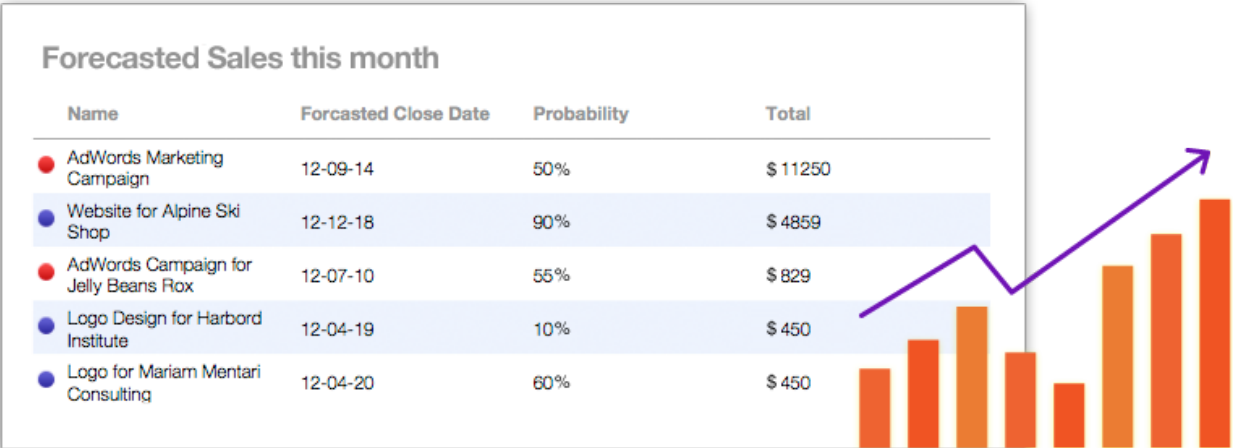 Forecasted Sales this month
Name Forcasted Close Date Probability Total
AdWords Marketing
Campaign 12-09-14 50% $ 11250
Website for Alpine Ski
Shop 12-12-18 90% $ 4859
AdWords Campaign for
Jelly Beans Rox 12-07-10 55% $ 829
Logo Design for Harbord
Institute 12-04-19 10% $ 450
Logo for Mariam Mentari
Consulting 12-04-20 60% $ 450